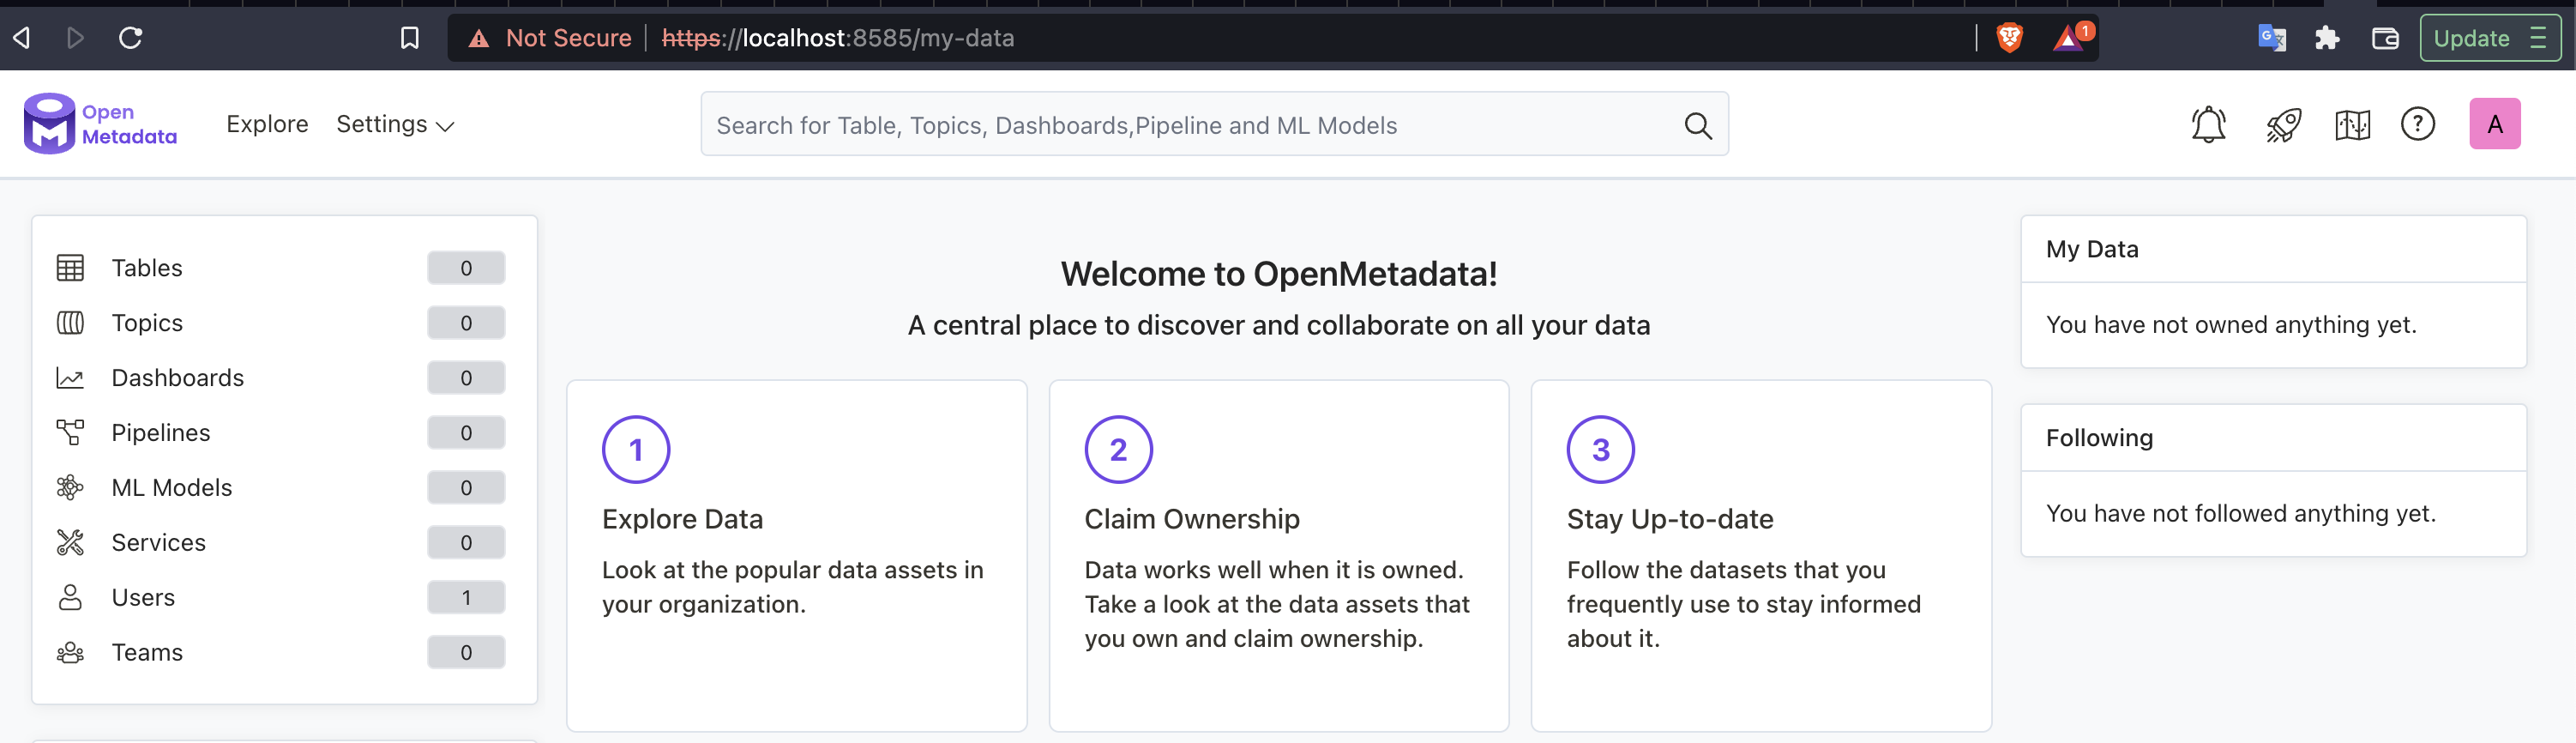 Not Secure https://localhost:8585/my-data 1 Update
Open
Metadata
Explore Settings
Search for Table, Topics, Dashboards,Pipeline and ML Models
? A
Tables 0
Topics 0
Dashboards 0
Pipelines 0
ML Models 0
Services 0
Users 1
Teams 0
Welcome to OpenMetadata!
A central place to discover and collaborate on all your data
1
Explore Data
Look at the popular data assets in
your organization.
2
Claim Ownership
Data works well when it is owned.
Take a look at the data assets that
you own and claim ownership.
3
Stay Up-to-date
Follow the datasets that you
frequently use to stay informed
about it.
My Data
You have not owned anything yet.
Following
You have not followed anything yet.